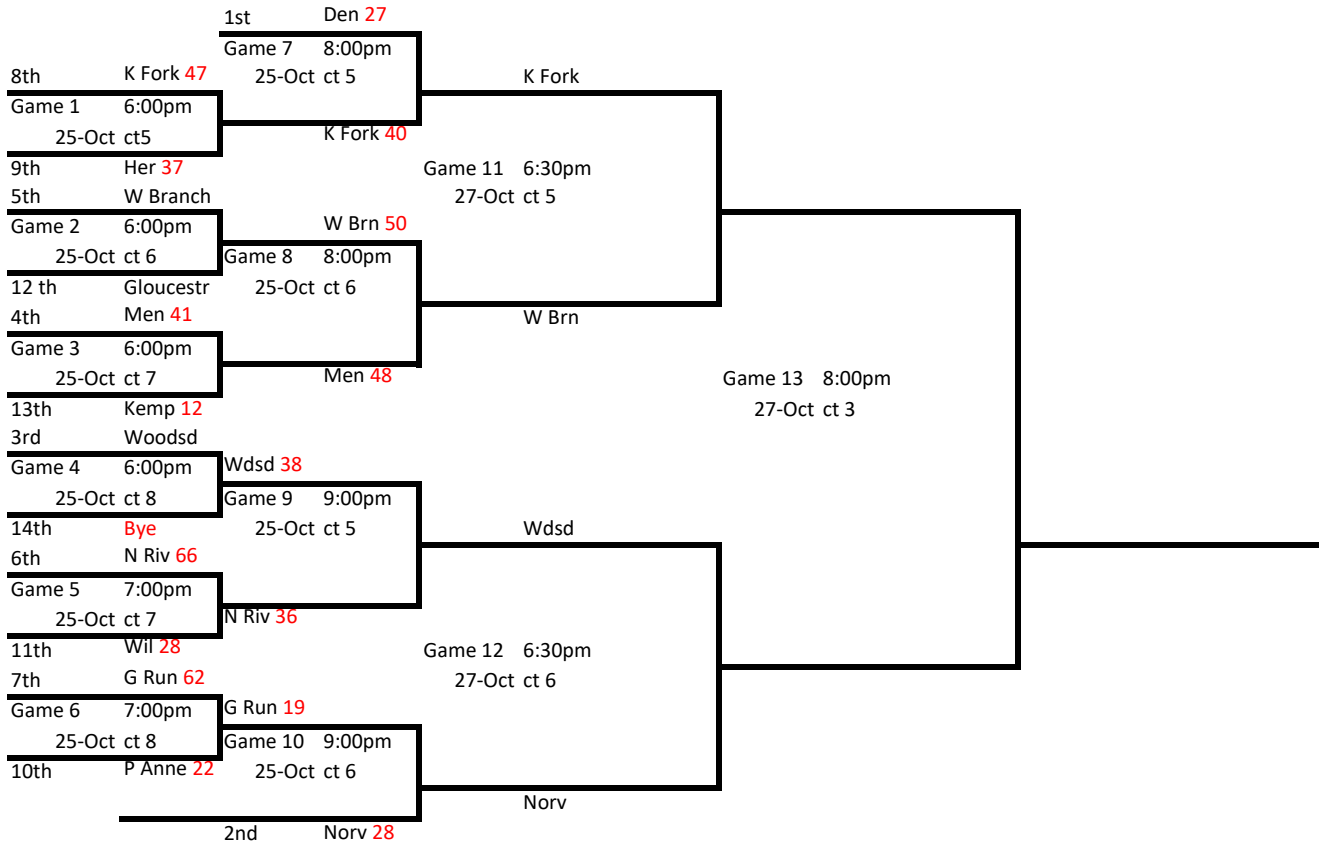 1st Den 27
Game 7 8:00pm
25-Oct ct 5
8th K Fork 47
Game 1 6:00pm
25-Oct ct5
K Fork 40
9th Her 37
5th W Branch
Game 2 6:00pm
25-Oct ct 6
W Brn 50
Game 8 8:00pm
25-Oct ct 6
12 th Gloucestr
4th Men 41
Game 3 6:00pm
25-Oct ct 7
Men 48
13th Kemp 12
3rd Woodsd
Game 4 6:00pm
25-Oct ct 8
Wdsd 38
Game 9 9:00pm
25-Oct ct 5
14th Bye
6th N Riv 66
Game 5 7:00pm
25-Oct ct 7
N Riv 36
11th Wil 28
7th G Run 62
Game 6 7:00pm
25-Oct ct 8
G Run 19
Game 10 9:00pm
25-Oct ct 6
10th P Anne 22
2nd Norv 28
K Fork
Game 11 6:30pm
27-Oct ct 5
W Brn
Wdsd
Game 12 6:30pm
27-Oct ct 6
Norv
Game 13 8:00pm
27-Oct ct 3